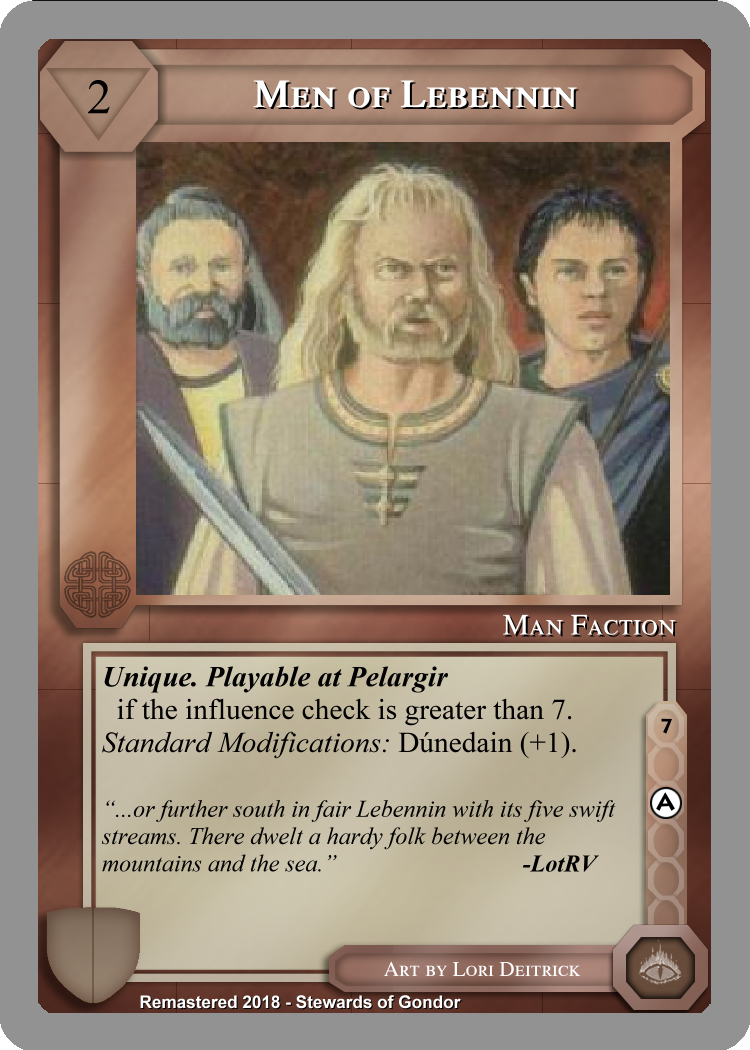 2
Men of Lebennin
Man Faction
Unique. Playable at Pelargir
if the influence check is greater than 7.
Standard Modifications: Dúnedain (+1).
7
A
“...or further south in fair Lebennin with its five swift
streams. There dwelt a hardy folk between the
mountains and the sea.” -LotRV
Art by Lori Deitrick
Remastered 2018 - Stewards of Gondor